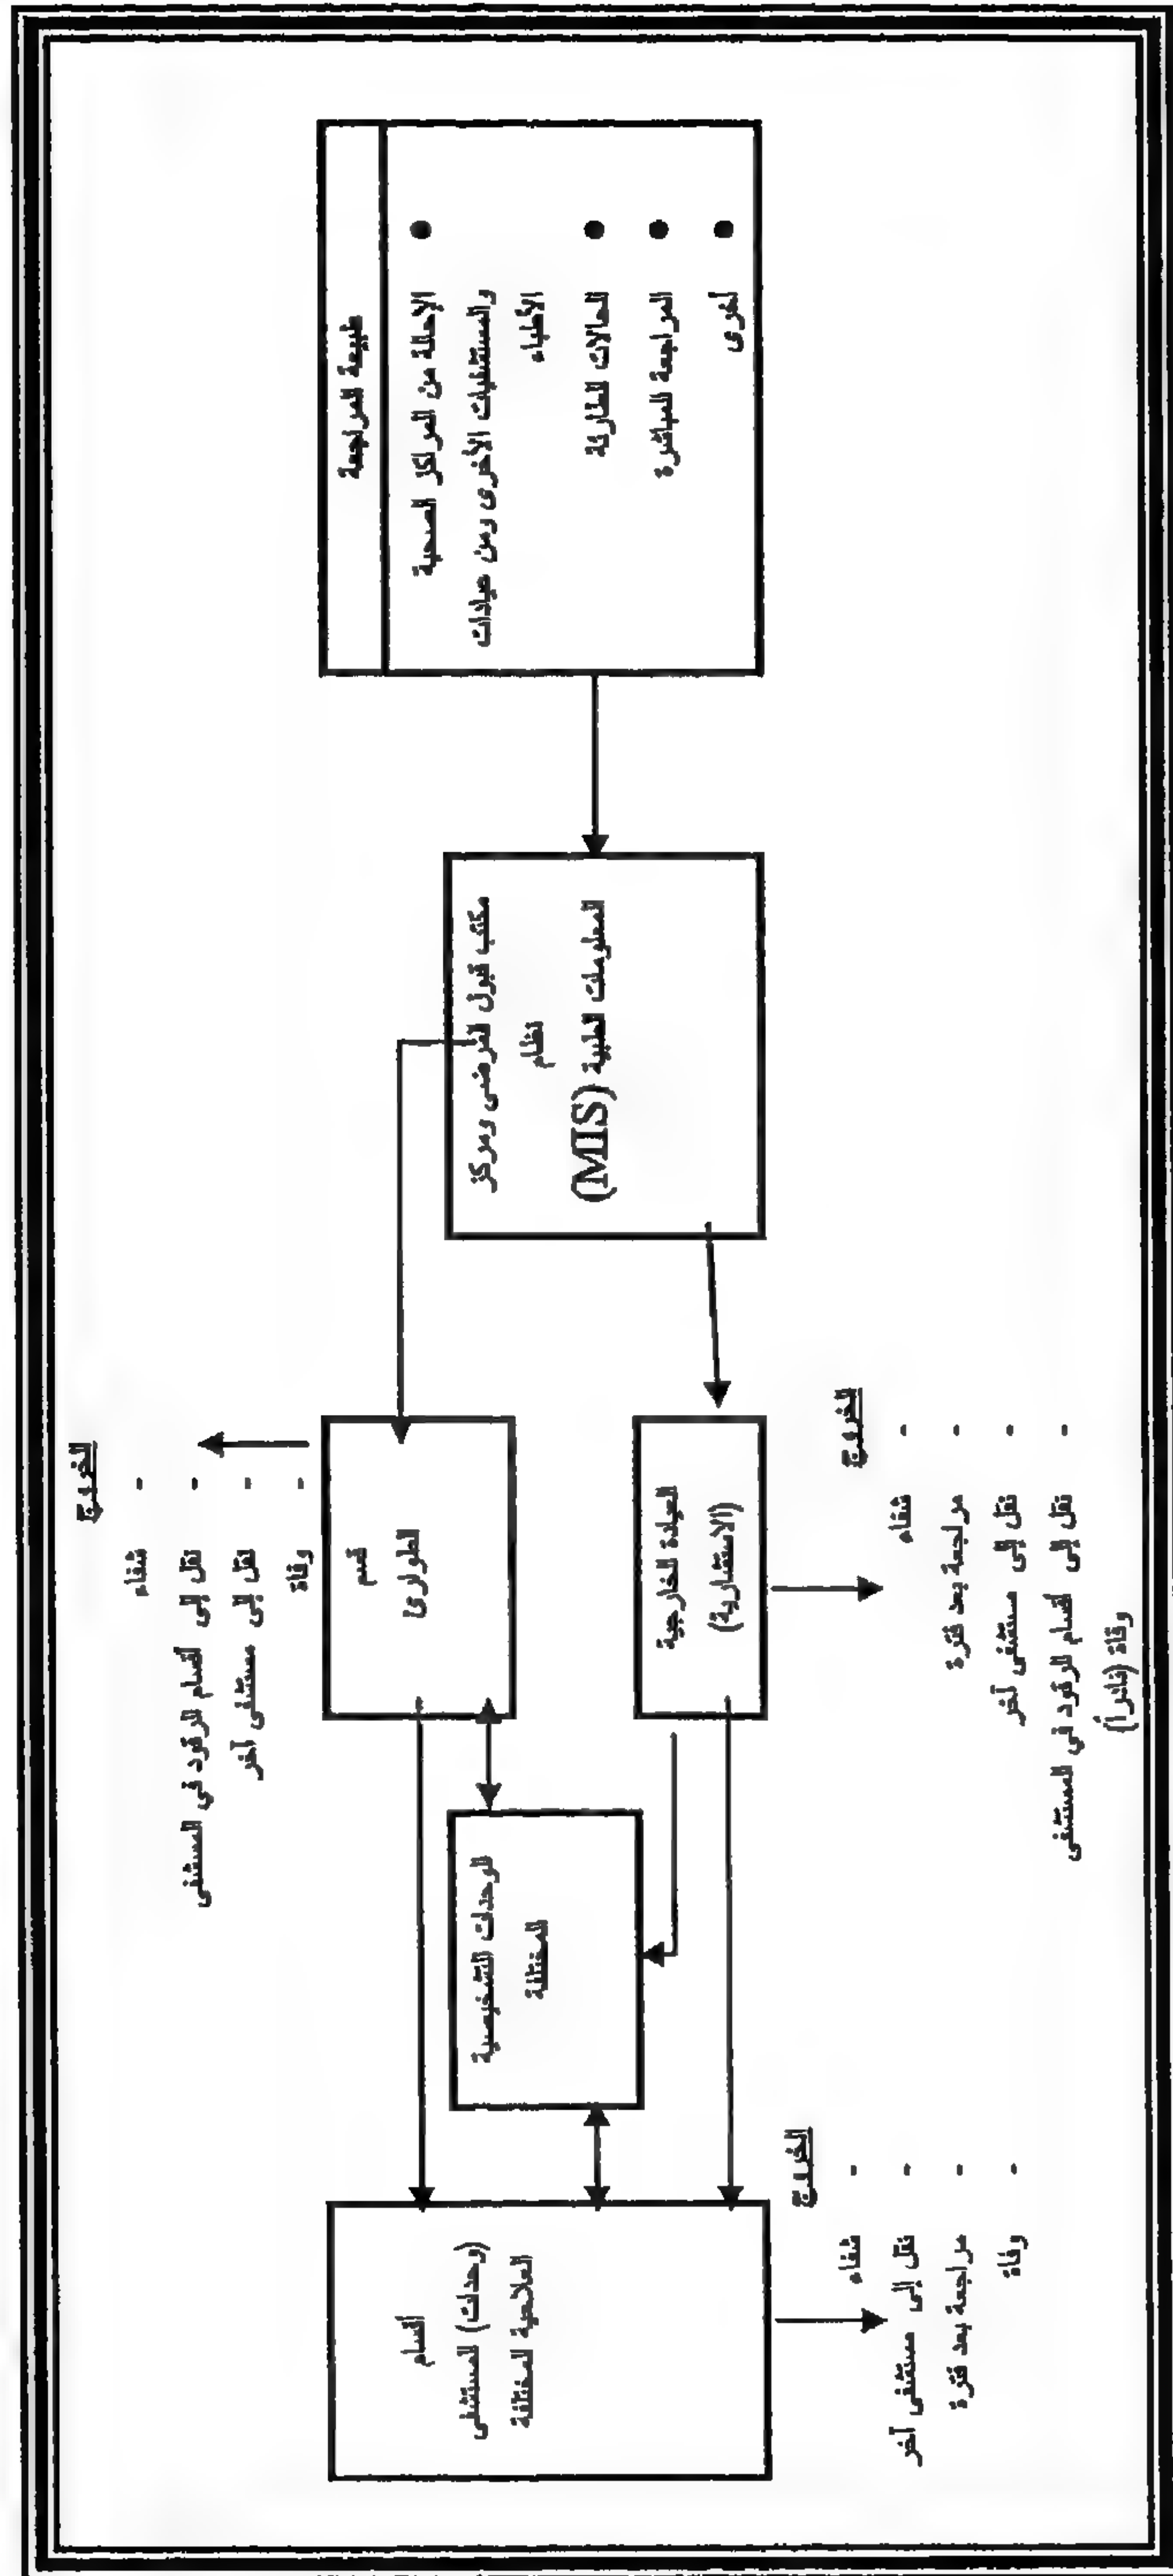 طبيعة المراجعة
• الإحالة من المراكز الصحية
والمستشفيات الأخرى ومن عيادات
الأطباء
• الحالات الطارئة
• المراجعة المباشرة
• أخرى
مكتب قبول المرضى ومركز
نظام
المعلومات الطبية (MIS)
الخروج
- شفاء
- نقل إلى أقسام الرقود في المستشفى
- نقل إلى مستشفى آخر
- وفاة
قسم
الطوارئ
العيادة الخارجية
(الاستشارية)
الخروج
- شفاء
- مراجعة بعد فترة
- نقل إلى مستشفى آخر
- نقل إلى أقسام الرقود في المستشفى
وفاة (نادراً)
الوحدات التشخيصية
المختلفة
أقسام
(وحدات) المستشفى
العلاجية المختلفة
الخروج
- شفاء
- نقل إلى مستشفى آخر
- مراجعة بعد فترة
- وفاة